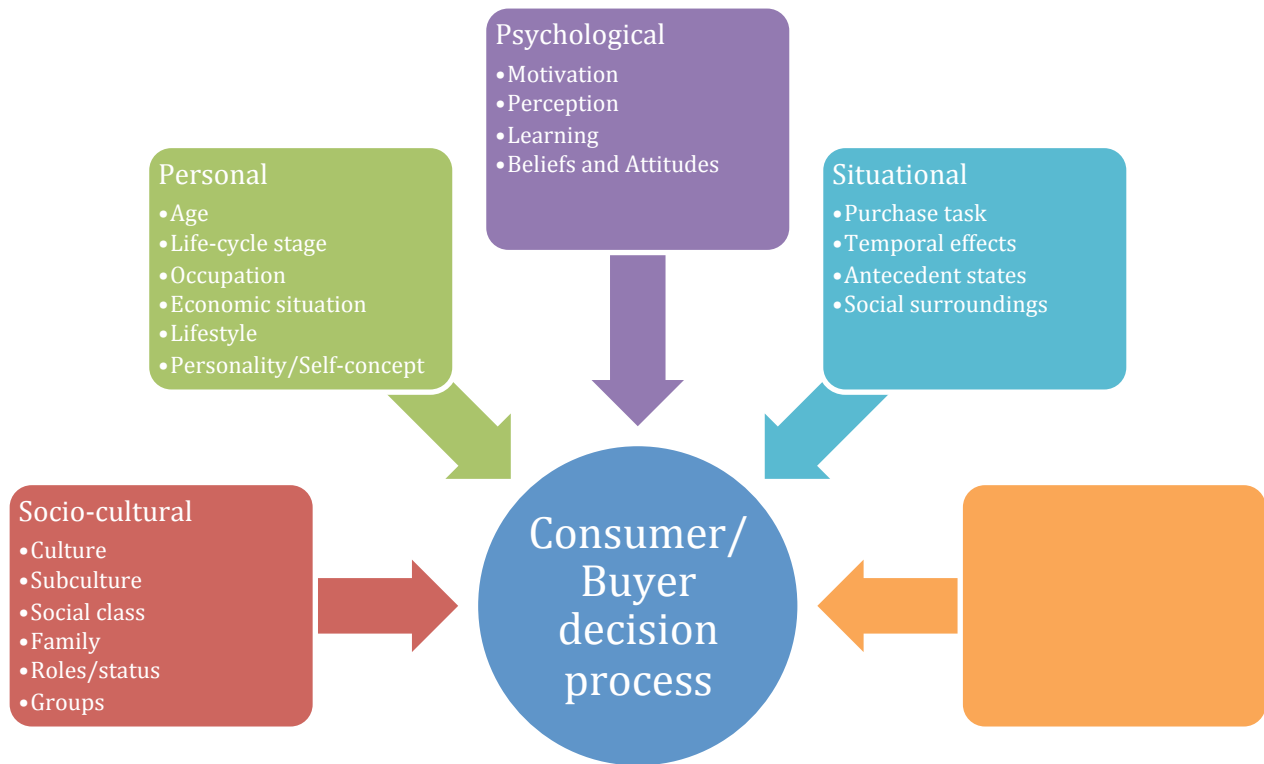 Psychological
•Motivation
•Perception
•Learning
•Beliefs and Attitudes
Personal
•Age
•Life-cycle stage
•Occupation
•Economic situation
•Lifestyle
•Personality/Self-concept
Situational
•Purchase task
•Temporal effects
•Antecedent states
•Social surroundings
Socio-cultural
•Culture
•Subculture
•Social class
•Family
•Roles/status
•Groups
Consumer/
Buyer
decision
process